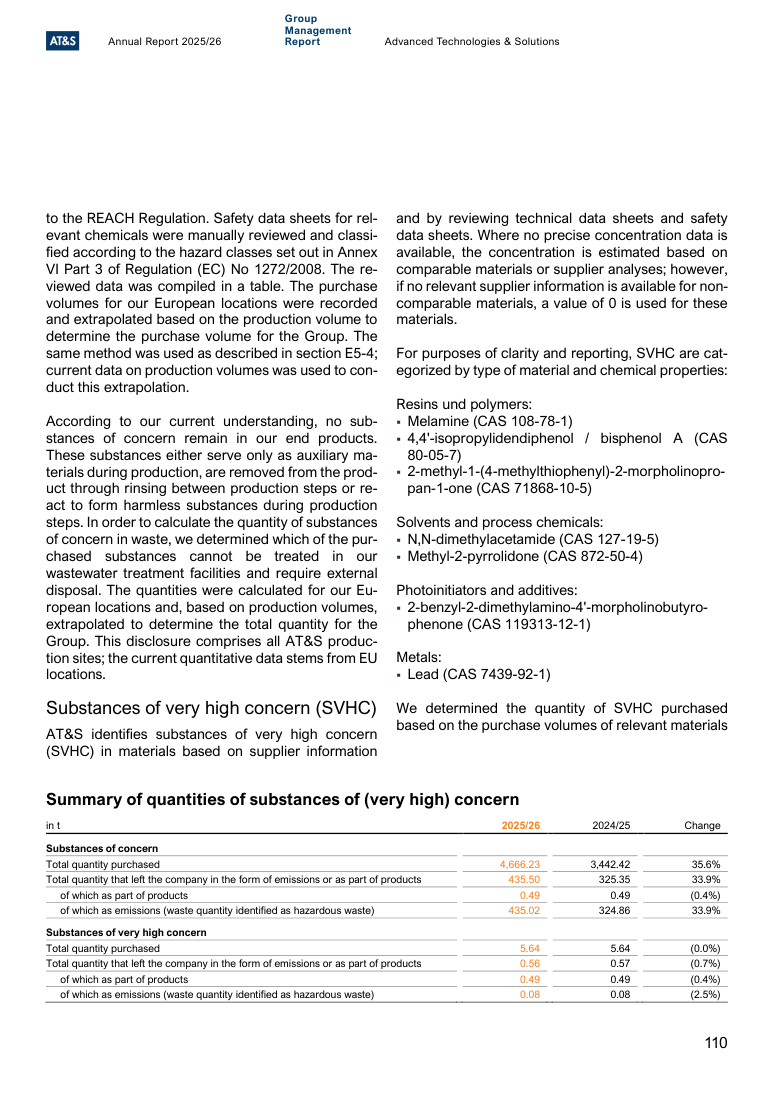 AT&S
Annual Report 2025/26
Group
Management
Report
Advanced Technologies & Solutions
to the REACH Regulation. Safety data sheets for rel-
evant chemicals were manually reviewed and classi-
fied according to the hazard classes set out in Annex
VI Part 3 of Regulation (EC) No 1272/2008. The re-
viewed data was compiled in a table. The purchase
volumes for our European locations were recorded
and extrapolated based on the production volume to
determine the purchase volume for the Group. The
same method was used as described in section E5-4;
current data on production volumes was used to con-
duct this extrapolation.
According to our current understanding, no sub-
stances of concern remain in our end products.
These substances either serve only as auxiliary ma-
terials during production, are removed from the prod-
uct through rinsing between production steps or re-
act to form harmless substances during production
steps. In order to calculate the quantity of substances
of concern in waste, we determined which of the pur-
chased substances cannot be treated in our
wastewater treatment facilities and require external
disposal. The quantities were calculated for our Eu-
ropean locations and, based on production volumes,
extrapolated to determine the total quantity for the
Group. This disclosure comprises all AT&S produc-
tion sites; the current quantitative data stems from EU
locations.
Substances of very high concern (SVHC)
AT&S identifies substances of very high concern
(SVHC) in materials based on supplier information
and by reviewing technical data sheets and safety
data sheets. Where no precise concentration data is
available, the concentration is estimated based on
comparable materials or supplier analyses; however,
if no relevant supplier information is available for non-
comparable materials, a value of 0 is used for these
materials.
For purposes of clarity and reporting, SVHC are cat-
egorized by type of material and chemical properties:
Resins und polymers:
▪ Melamine (CAS 108-78-1)
▪ 4,4'-isopropylidendiphenol / bisphenol A (CAS
80-05-7)
▪ 2-methyl-1-(4-methylthiophenyl)-2-morpholinopro-
pan-1-one (CAS 71868-10-5)
Solvents and process chemicals:
▪ N,N-dimethylacetamide (CAS 127-19-5)
▪ Methyl-2-pyrrolidone (CAS 872-50-4)
Photoinitiators and additives:
▪ 2-benzyl-2-dimethylamino-4'-morpholinobutyro-
phenone (CAS 119313-12-1)
Metals:
▪ Lead (CAS 7439-92-1)
We determined the quantity of SVHC purchased
based on the purchase volumes of relevant materials
Summary of quantities of substances of (very high) concern
in t 2025/26 2024/25 Change
Substances of concern
Total quantity purchased 4,666.23 3,442.42 35.6%
Total quantity that left the company in the form of emissions or as part of products 435.50 325.35 33.9%
of which as part of products 0.49 0.49 (0.4%)
of which as emissions (waste quantity identified as hazardous waste) 435.02 324.86 33.9%
Substances of very high concern
Total quantity purchased 5.64 5.64 (0.0%)
Total quantity that left the company in the form of emissions or as part of products 0.56 0.57 (0.7%)
of which as part of products 0.49 0.49 (0.4%)
of which as emissions (waste quantity identified as hazardous waste) 0.08 0.08 (2.5%)
110